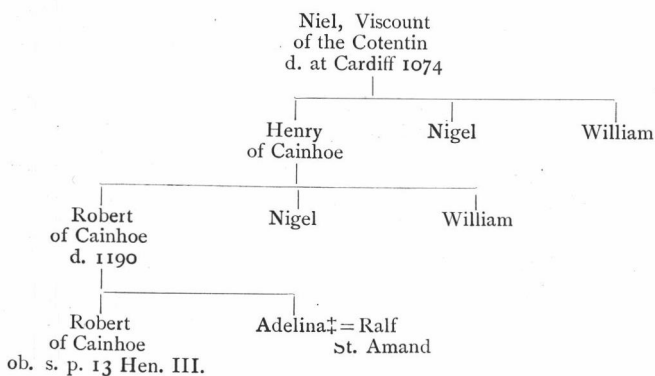 Niel, Viscount
of the Cotentin
d. at Cardiff 1074
Henry
of Cainhoe
Nigel
William
Robert
of Cainhoe
d. 1190
Nigel
William
Robert
of Cainhoe
ob. s. p. 13 Hen. III.
Adelina‡ = Ralf
St. Amand